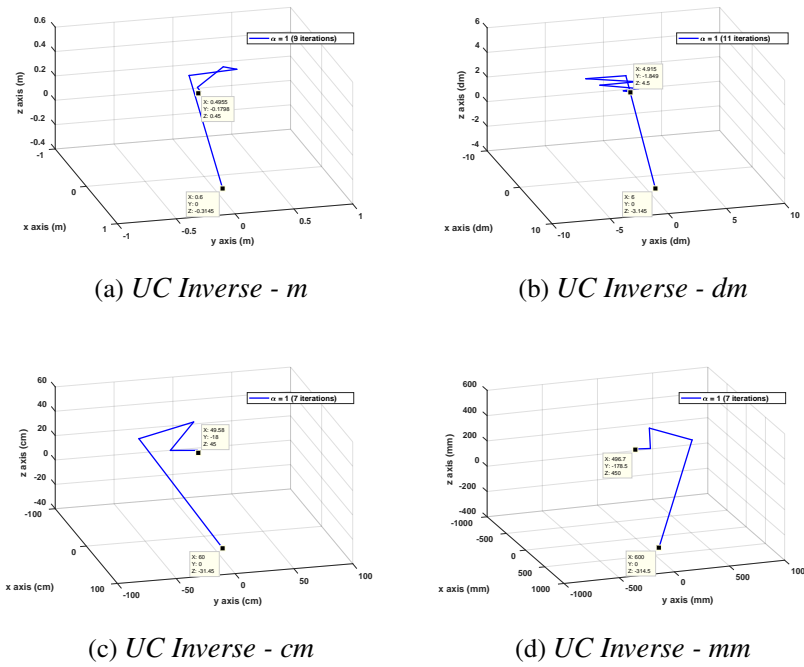 0.6
0.4
0.2
0
-0.2
-0.4
z axis (m)
α = 1 (9 iterations)
X: 0.4955
Y: -0.1798
Z: 0.45
X: 0.6
Y: 0
Z: -0.3145
-1
0
1
x axis (m)
-1
-0.5
0
0.5
1
y axis (m)
(a) UC Inverse - m
6
4
2
0
-2
-4
z axis (dm)
α = 1 (11 iterations)
X: 4.915
Y: -1.849
Z: 4.5
X: 6
Y: 0
Z: -3.145
-10
0
10
x axis (dm)
-10
-5
0
5
10
y axis (dm)
(b) UC Inverse - dm
60
40
20
0
-20
-40
z axis (cm)
α = 1 (7 iterations)
X: 49.58
Y: -18
Z: 45
X: 60
Y: 0
Z: -31.45
-100
0
100
x axis (cm)
-100
-50
0
50
100
y axis (cm)
(c) UC Inverse - cm
600
400
200
0
-200
-400
z axis (mm)
α = 1 (7 iterations)
X: 496.7
Y: -178.5
Z: 450
X: 600
Y: 0
Z: -314.5
-1000
-500
0
500
1000
x axis (mm)
-1000
-500
0
500
1000
y axis (mm)
(d) UC Inverse - mm